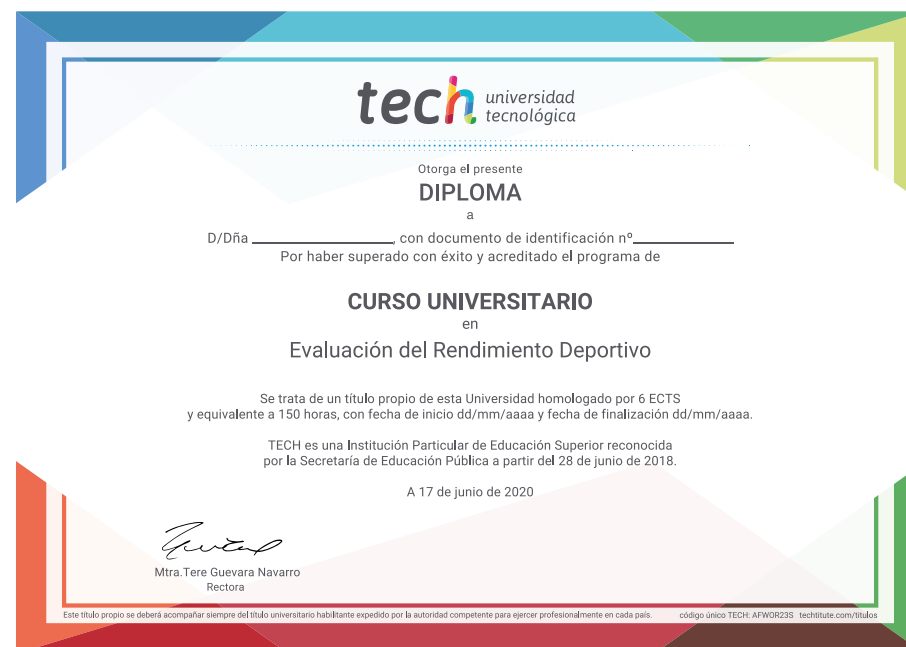 tech universidad
tecnológica
Otorga el presente
DIPLOMA
a
D/Dña ____________________, con documento de identificación nº______________
Por haber superado con éxito y acreditado el programa de
CURSO UNIVERSITARIO
en
Evaluación del Rendimiento Deportivo
Se trata de un título propio de esta Universidad homologado por 6 ECTS
y equivalente a 150 horas, con fecha de inicio dd/mm/aaaa y fecha de finalización dd/mm/aaaa.
TECH es una Institución Particular de Educación Superior reconocida
por la Secretaría de Educación Pública a partir del 28 de junio de 2018.
A 17 de junio de 2020
Mtra.Tere Guevara Navarro
Rectora
Este título propio se deberá acompañar siempre del título universitario habilitante expedido por la autoridad competente para ejercer profesionalmente en cada país. código único TECH: AFWOR23S techtitute.com/titulos